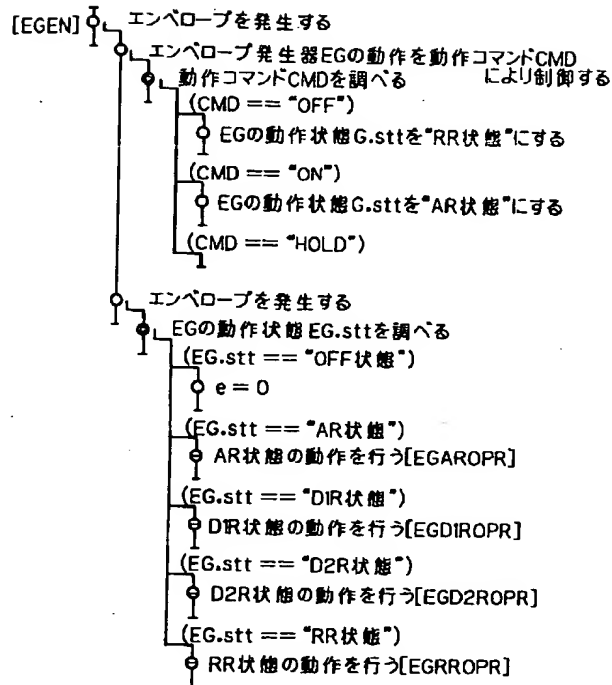 [EGEN] エンベロープを発生する
エンベロープ発生器EGの動作を動作コマンドCMDにより制御する
動作コマンドCMDを調べる
(CMD == "OFF")
EGの動作状態G.sttを"RR状態"にする
(CMD == "ON")
EGの動作状態G.sttを"AR状態"にする
(CMD == "HOLD")
エンベロープを発生する
EGの動作状態EG.sttを調べる
(EG.stt == "OFF状態")
e = 0
(EG.stt == "AR状態")
AR状態の動作を行う[EGAROPR]
(EG.stt == "D1R状態")
D1R状態の動作を行う[EGD1ROPR]
(EG.stt == "D2R状態")
D2R状態の動作を行う[EGD2ROPR]
(EG.stt == "RR状態")
RR状態の動作を行う[EGRROPR]